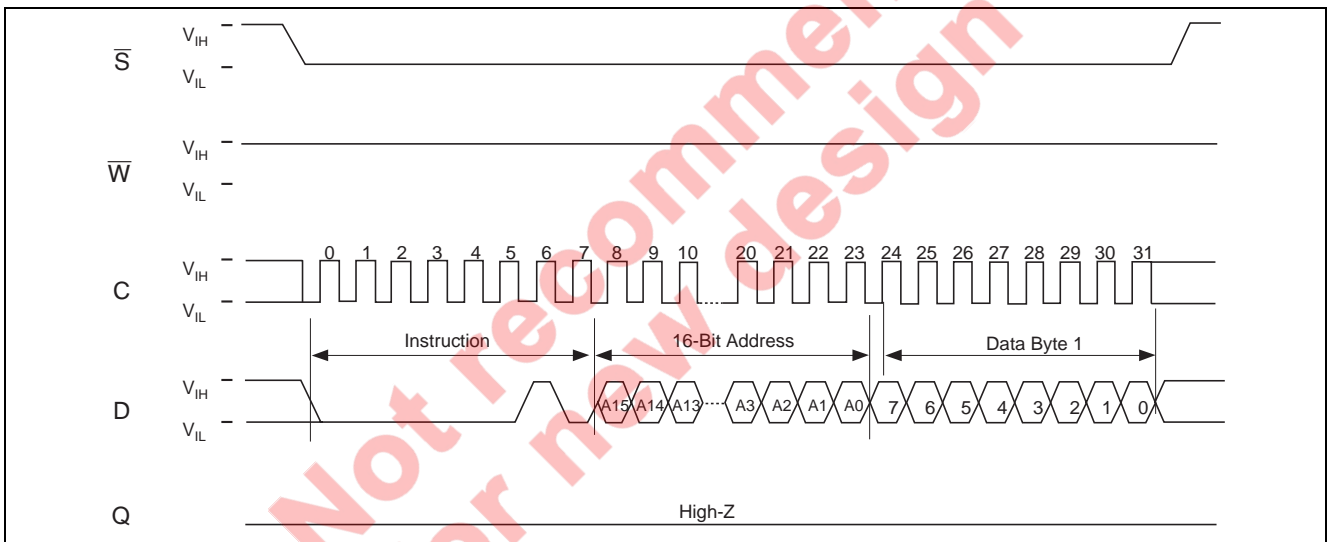 S
VIH
VIL
W
VIH
VIL
C
VIH
VIL
0 1 2 3 4 5 6 7 8 9 10 20 21 22 23 24 25 26 27 28 29 30 31
Instruction 16-Bit Address Data Byte 1
D
VIH
VIL
A15 A14 A13 A3 A2 A1 A0 7 6 5 4 3 2 1 0
Q
High-Z
Not recommen
or new design